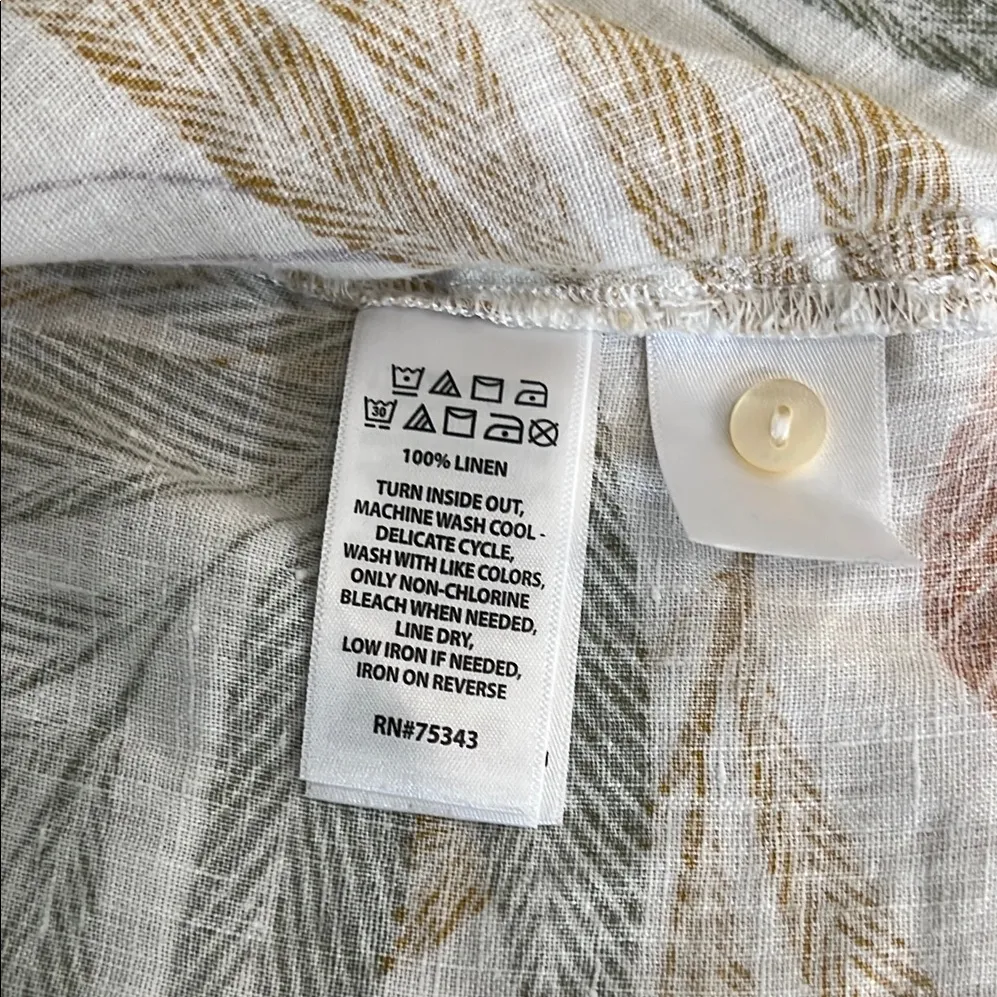 30
100% LINEN
TURN INSIDE OUT,
MACHINE WASH COOL -
DELICATE CYCLE,
WASH WITH LIKE COLORS,
ONLY NON-CHLORINE
BLEACH WHEN NEEDED,
LINE DRY,
LOW IRON IF NEEDED,
IRON ON REVERSE
RN#75343